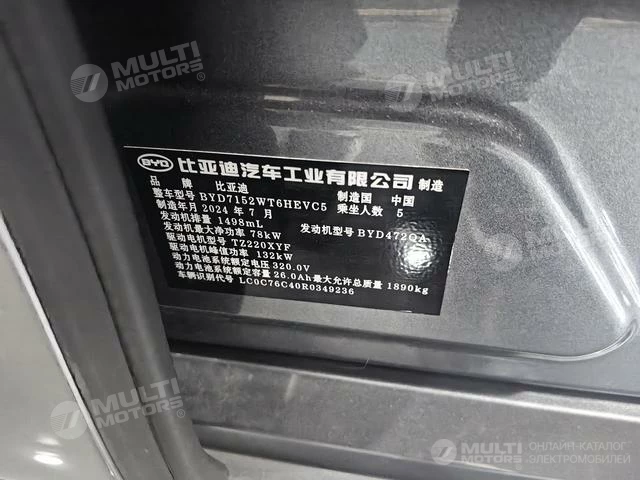 MULTI
MOTORS®
MULTI
MOTORS®
BYD 比亚迪汽车工业有限公司 制造
品 牌 比亚迪 制造国 中国
整车型号 BYD7152WT6HEVC5 乘坐人数 5
制造年月 2024 年 7 月
发动机排量 1498mL 发动机型号 BYD472QA
发动机最大净功率 78kW
驱动电机型号 TZ220XYF
驱动电机峰值功率 132kW
动力电池系统额定电压 320.0V
动力电池系统额定容量 26.0Ah 最大允许总质量 1890kg
车辆识别代号 LC0C76C40R0349236
MULTI
MOTORS®
MULTI
MOTORS
ОНЛАЙН-КАТАЛОГ
ЭЛЕКТРОМОБИЛЕЙ